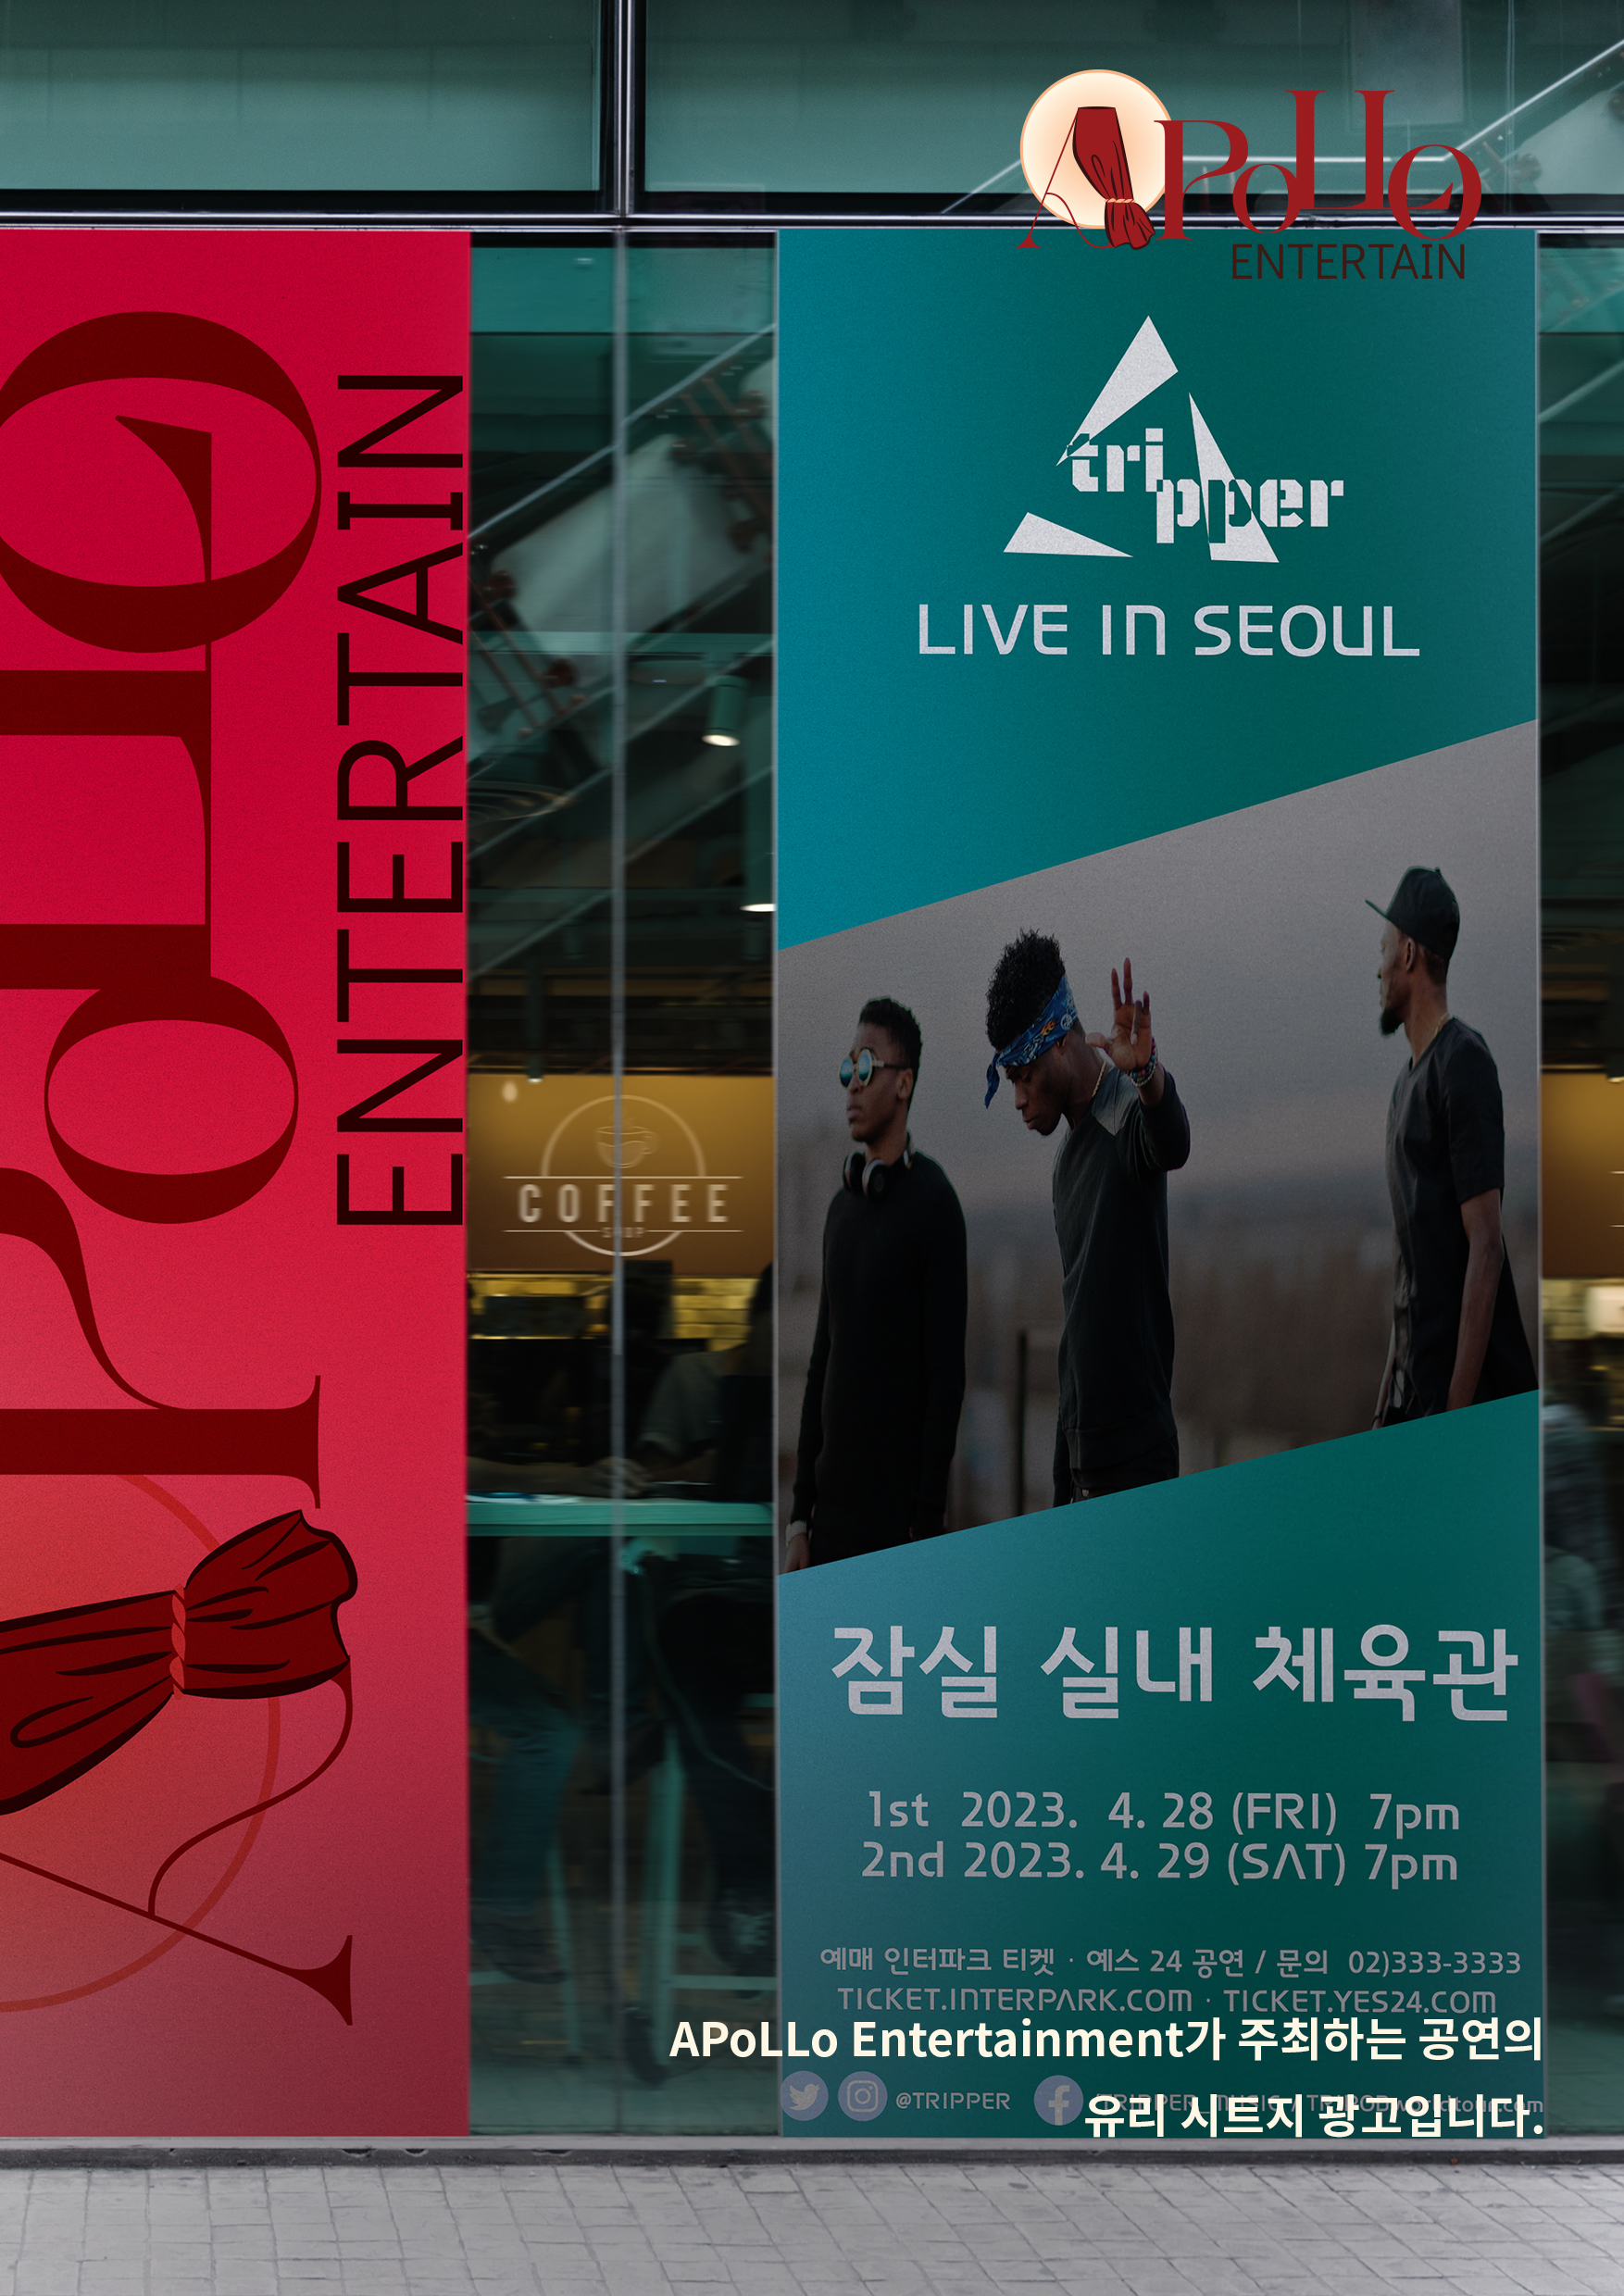 APoLLo
ENTERTAIN
APoLLo
ENTERTAIN
tripper
LIVE IN SEOUL
COFFEE
SHOP
잠실 실내 체육관
1st 2023. 4. 28 (FRI) 7pm
2nd 2023. 4. 29 (SAT) 7pm
예매 인터파크 티켓 · 예스 24 공연 / 문의 02)333-3333
TICKET.INTERPARK.COM · TICKET.YES24.COM
APoLLo Entertainment가 주최하는 공연의
@TRIPPER
유리 시트지 광고입니다.